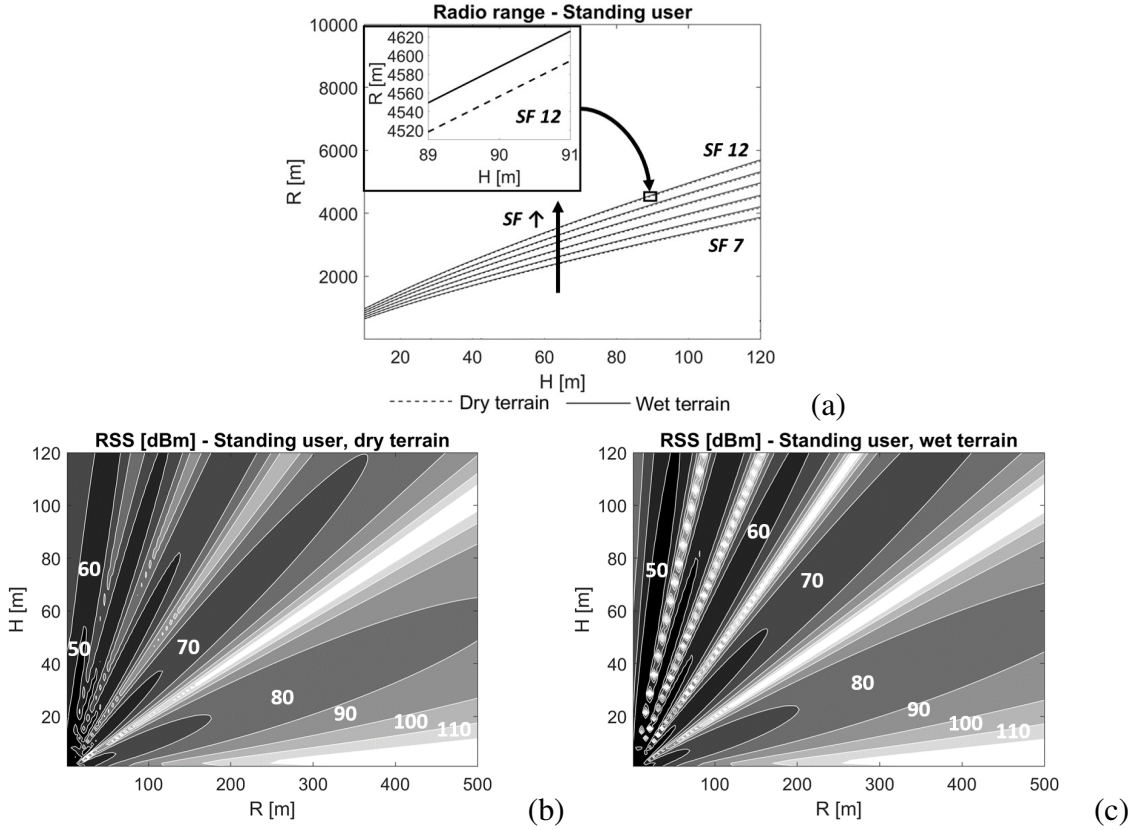 Radio range - Standing user
10000
8000
6000
4000
2000
R [m]
4620
4600
4580
4560
4540
4520
R [m]
SF 12
89
90
91
H [m]
SF 12
SF ↑
SF 7
20
40
60
80
100
120
H [m]
Dry terrain
Wet terrain
(a)
RSS [dBm] - Standing user, dry terrain
120
100
80
60
40
20
H [m]
60
50
70
80
90
100
110
100
200
300
400
500
R [m]
(b)
RSS [dBm] - Standing user, wet terrain
120
100
80
60
40
20
H [m]
60
50
70
80
90
100
110
100
200
300
400
500
R [m]
(c)